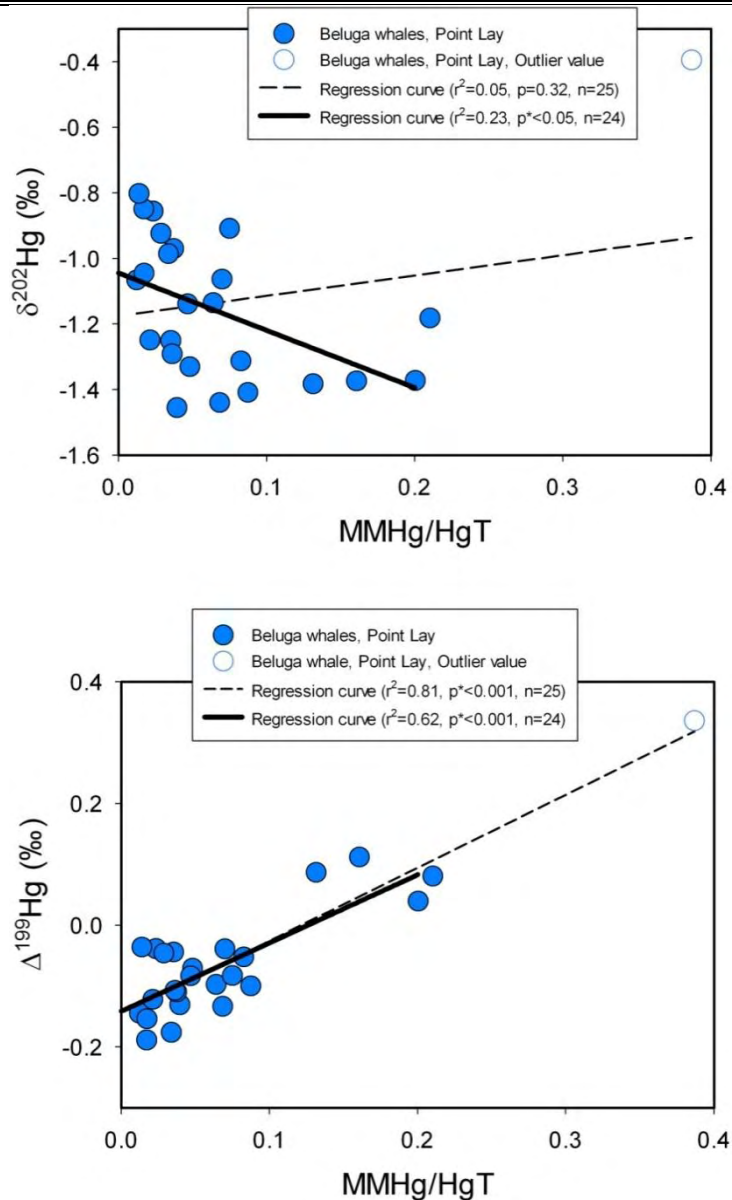 Beluga whales, Point Lay
Beluga whales, Point Lay, Outlier value
Regression curve (r²=0.05, p=0.32, n=25)
Regression curve (r²=0.23, p*<0.05, n=24)
-0.4
-0.6
-0.8
-1.0
-1.2
-1.4
-1.6
δ²⁰²Hg (‰)
0.0 0.1 0.2 0.3 0.4
MMHg/HgT
Beluga whales, Point Lay
Beluga whale, Point Lay, Outlier value
Regression curve (r²=0.81, p*<0.001, n=25)
Regression curve (r²=0.62, p*<0.001, n=24)
0.4
0.2
0.0
-0.2
Δ¹⁹⁹Hg (‰)
0.0 0.1 0.2 0.3 0.4
MMHg/HgT